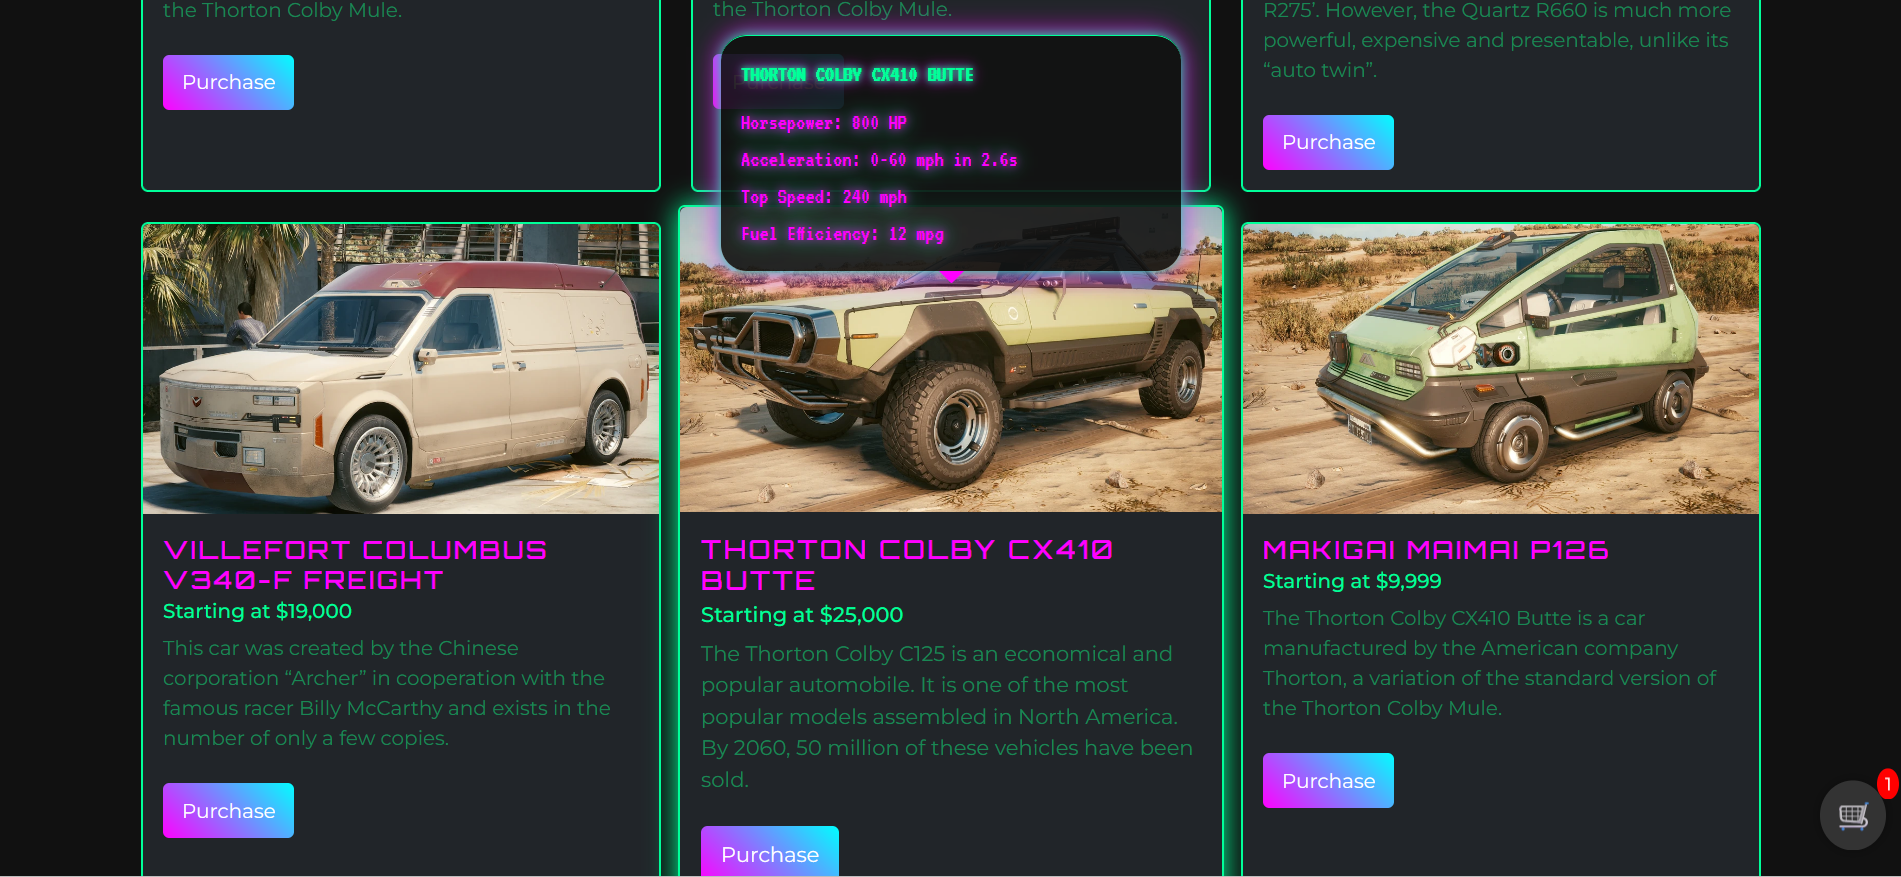 the Thorton Colby Mule.
Purchase
the Thorton Colby Mule.
Purchase
R275’. However, the Quartz R660 is much more
powerful, expensive and presentable, unlike its
“auto twin”.
Purchase
THORTON COLBY CX410 BUTTE
Horsepower: 800 HP
Acceleration: 0-60 mph in 2.6s
Top Speed: 240 mph
Fuel Efficiency: 12 mpg
VILLEFORT COLUMBUS
V340-F FREIGHT
Starting at $19,000
This car was created by the Chinese
corporation “Archer” in cooperation with the
famous racer Billy McCarthy and exists in the
number of only a few copies.
Purchase
THORTON COLBY CX410
BUTTE
Starting at $25,000
The Thorton Colby C125 is an economical and
popular automobile. It is one of the most
popular models assembled in North America.
By 2060, 50 million of these vehicles have been
sold.
Purchase
MAKIGAI MAIMAI P126
Starting at $9,999
The Thorton Colby CX410 Butte is a car
manufactured by the American company
Thorton, a variation of the standard version of
the Thorton Colby Mule.
Purchase
1